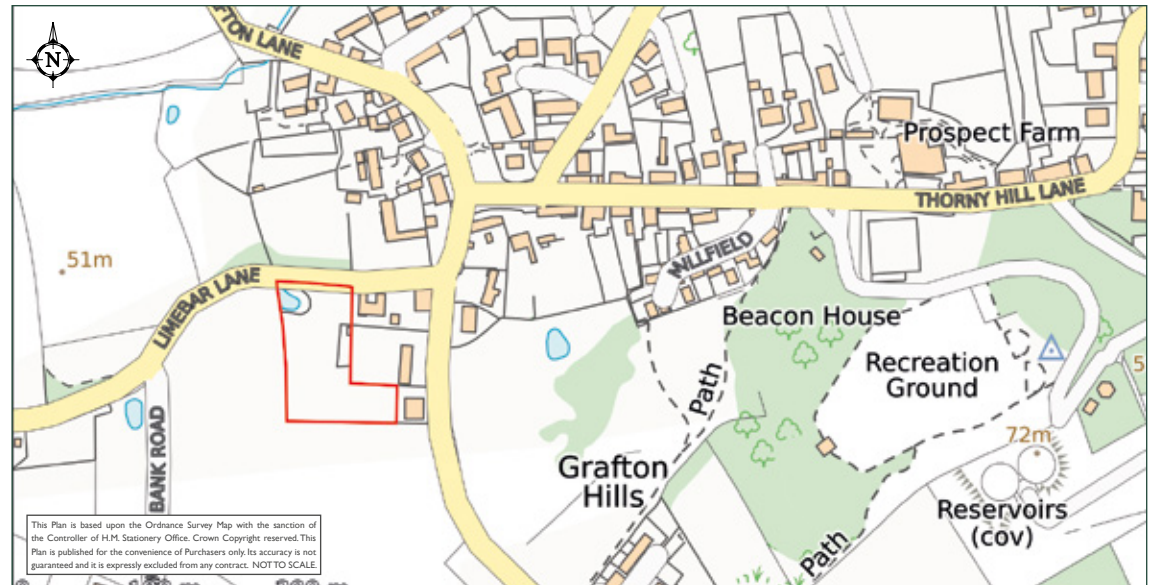 N
FTON LANE
Prospect Farm
THORNY HILL LANE
51m
LIMEBAR LANE
Beacon House
Recreation
Ground
Path
BANK ROAD
72m
Grafton
Hills
Reservoirs
(cov)
Path
This Plan is based upon the Ordnance Survey Map with the sanction of
the Controller of H.M. Stationery Office. Crown Copyright reserved. This
Plan is published for the convenience of Purchasers only. Its accuracy is not
guaranteed and it is expressly excluded from any contract. NOT TO SCALE.